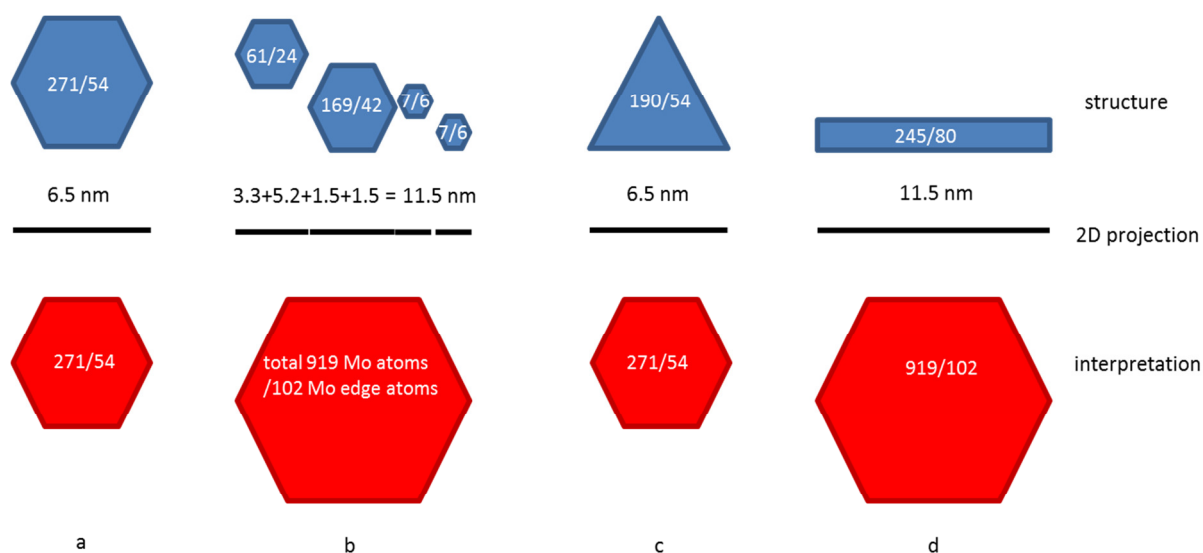 271/54
61/24
169/42
7/6
7/6
190/54
245/80
structure
6.5 nm
3.3+5.2+1.5+1.5 = 11.5 nm
6.5 nm
11.5 nm
2D projection
271/54
total 919 Mo atoms
/102 Mo edge atoms
271/54
919/102
interpretation
a
b
c
d